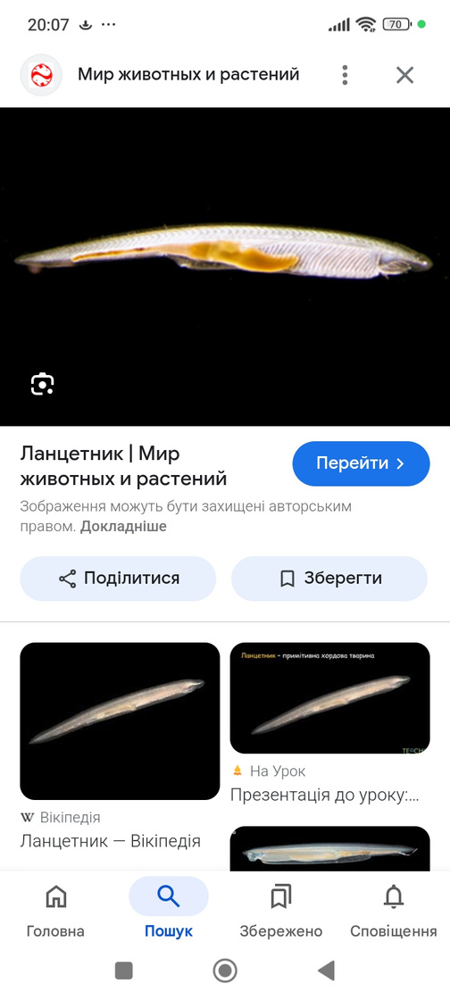 20:07
70
Мир животных и растений
Ланцетник | Мир
животных и растений
Перейти
Зображення можуть бути захищені авторським
правом. Докладніше
Поділитися
Зберегти
Ланцетник – примітивна хордова тварина
W Вікіпедія
Ланцетник — Вікіпедія
На Урок
Презентація до уроку:...
Головна
Пошук
Збережено
Сповіщення